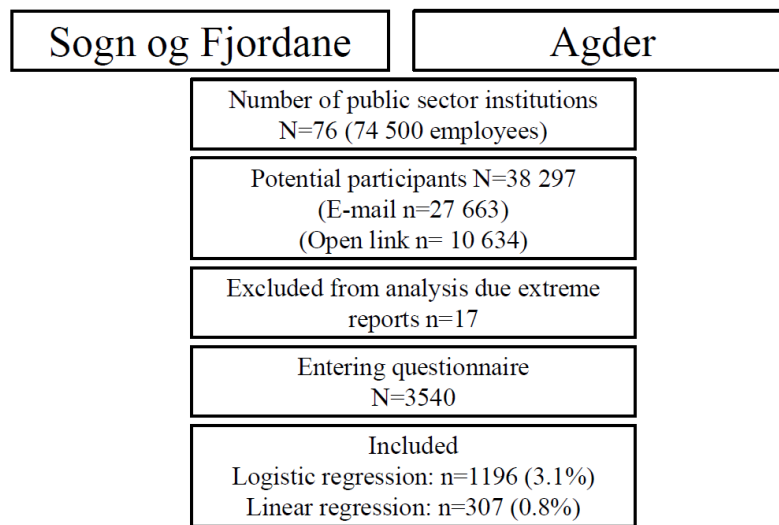 Sogn og Fjordane
Agder
Number of public sector institutions
N=76 (74 500 employees)
Potential participants N=38 297
(E-mail n=27 663)
(Open link n= 10 634)
Excluded from analysis due extreme
reports n=17
Entering questionnaire
N=3540
Included
Logistic regression: n=1196 (3.1%)
Linear regression: n=307 (0.8%)